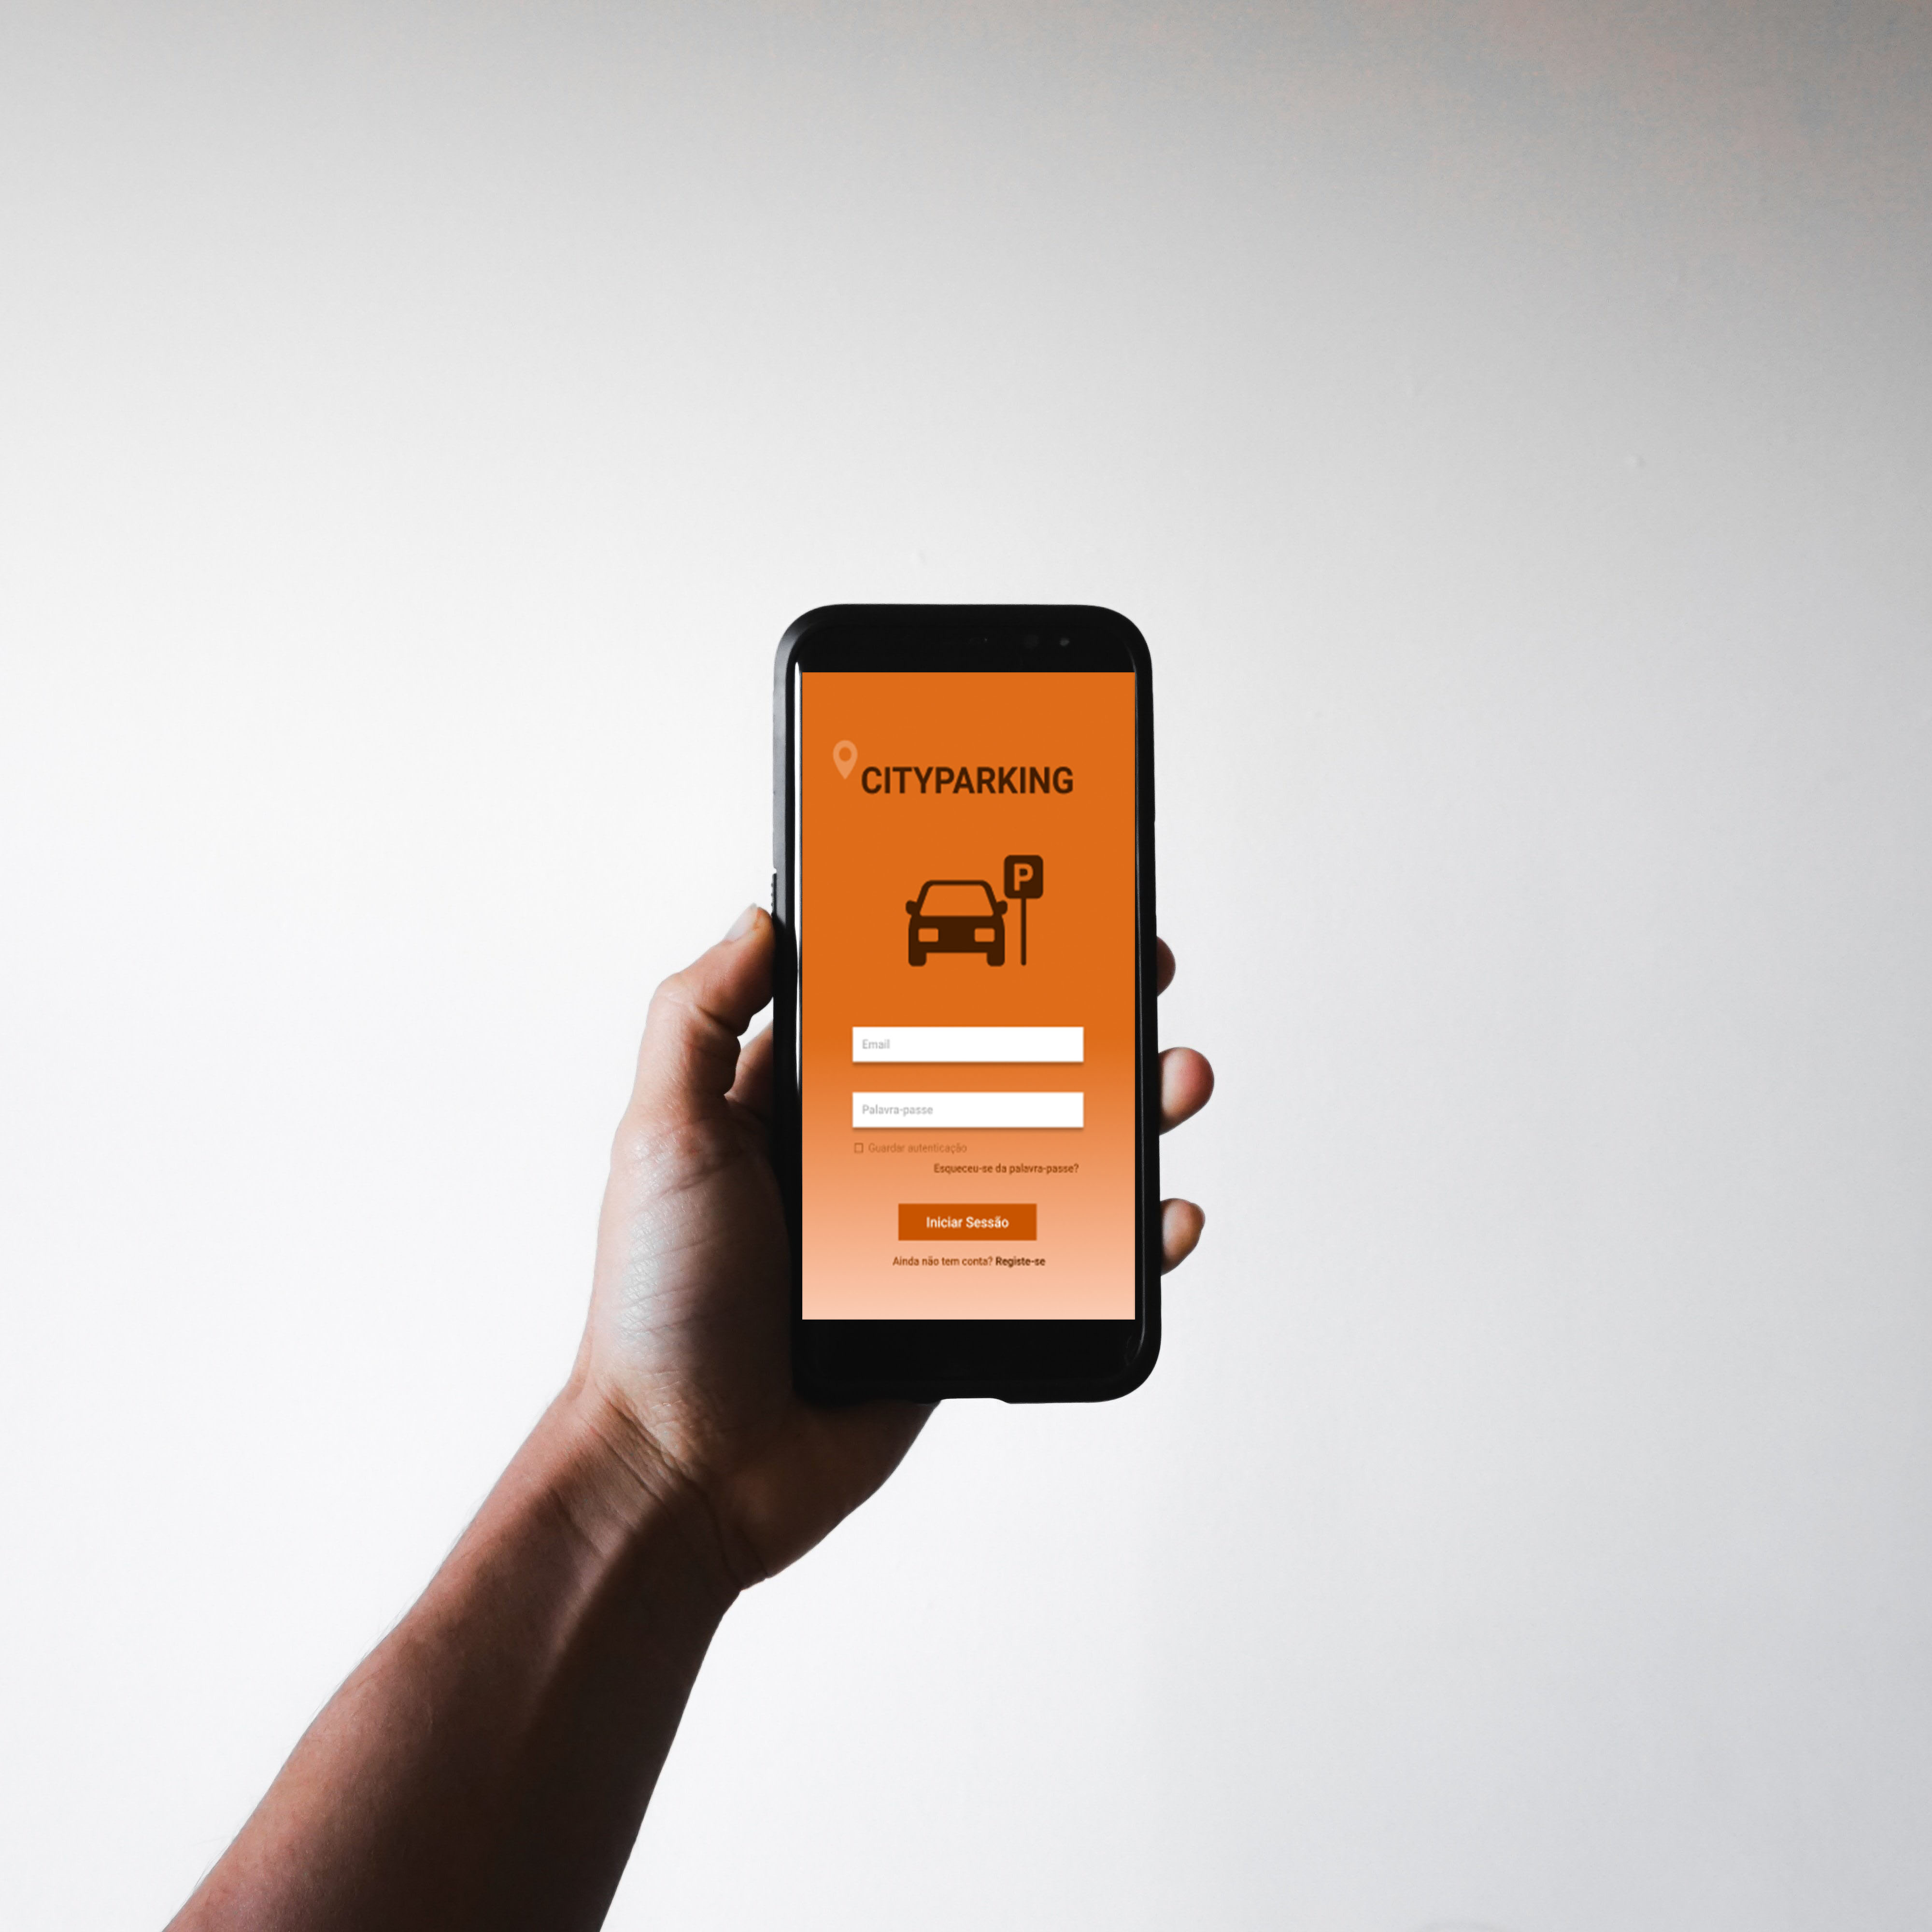 CITYPARKING
P
Email
Palavra-passe
Guardar autenticação
Esqueceu-se da palavra-passe?
Iniciar Sessão
Ainda não tem conta? Registe-se